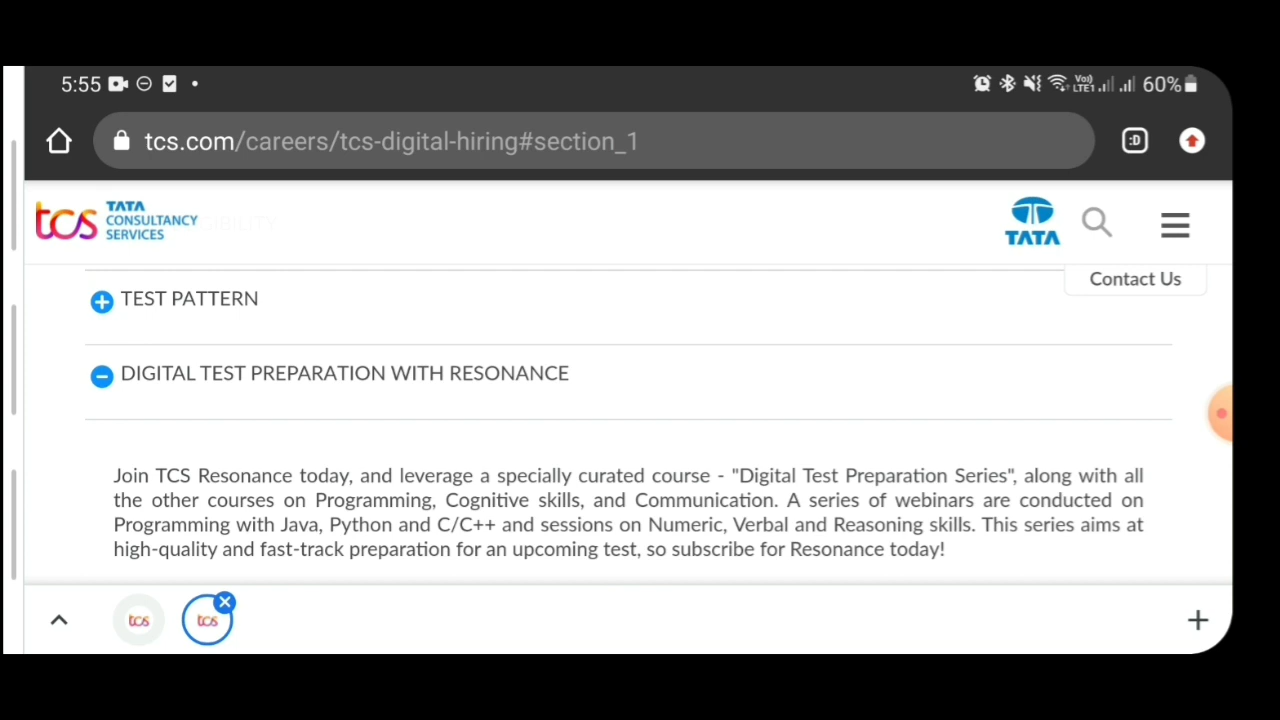 5:55
Vo)) LTE1 60%
tcs.com/careers/tcs-digital-hiring#section_1
:D
tcs TATA CONSULTANCY SERVICES
TATA
Contact Us
TEST PATTERN
DIGITAL TEST PREPARATION WITH RESONANCE
Join TCS Resonance today, and leverage a specially curated course - "Digital Test Preparation Series", along with all
the other courses on Programming, Cognitive skills, and Communication. A series of webinars are conducted on
Programming with Java, Python and C/C++ and sessions on Numeric, Verbal and Reasoning skills. This series aims at
high-quality and fast-track preparation for an upcoming test, so subscribe for Resonance today!
tcs tcs